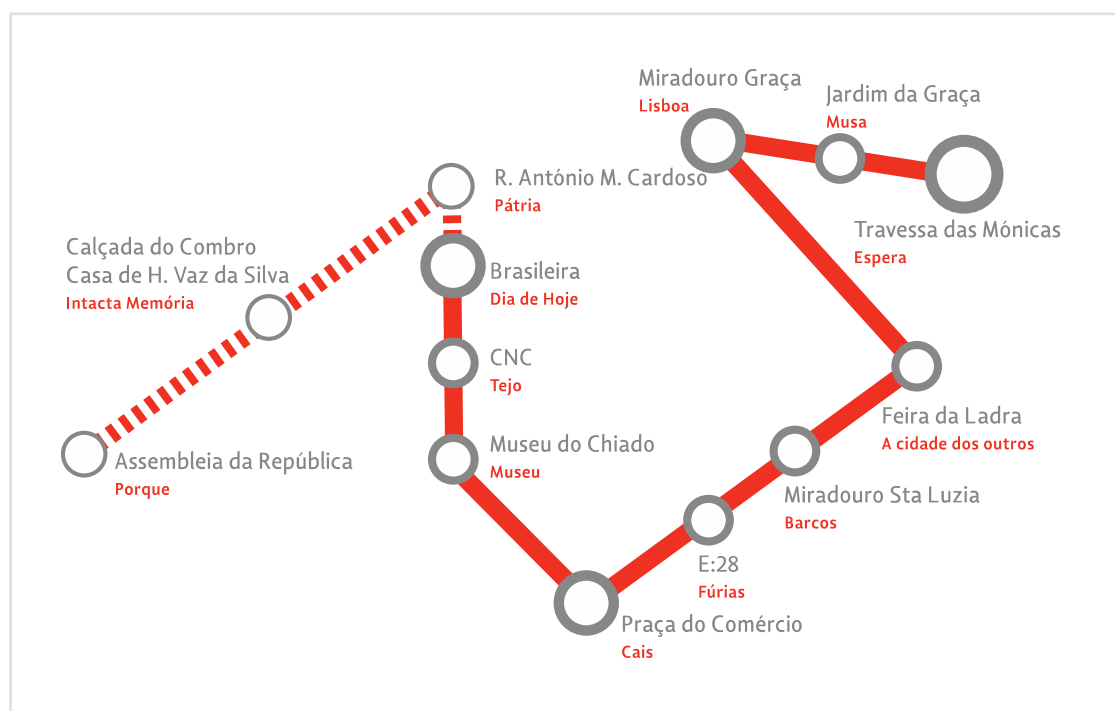 Miradouro Graça
Lisboa
Jardim da Graça
Musa
R. António M. Cardoso
Pátria
Travessa das Mónicas
Espera
Calçada do Combro
Casa de H. Vaz da Silva
Intacta Memória
Brasileira
Dia de Hoje
CNC
Tejo
Feira da Ladra
A cidade dos outros
Museu do Chiado
Museu
Assembleia da República
Porque
Miradouro Sta Luzia
Barcos
E:28
Fúrias
Praça do Comércio
Cais